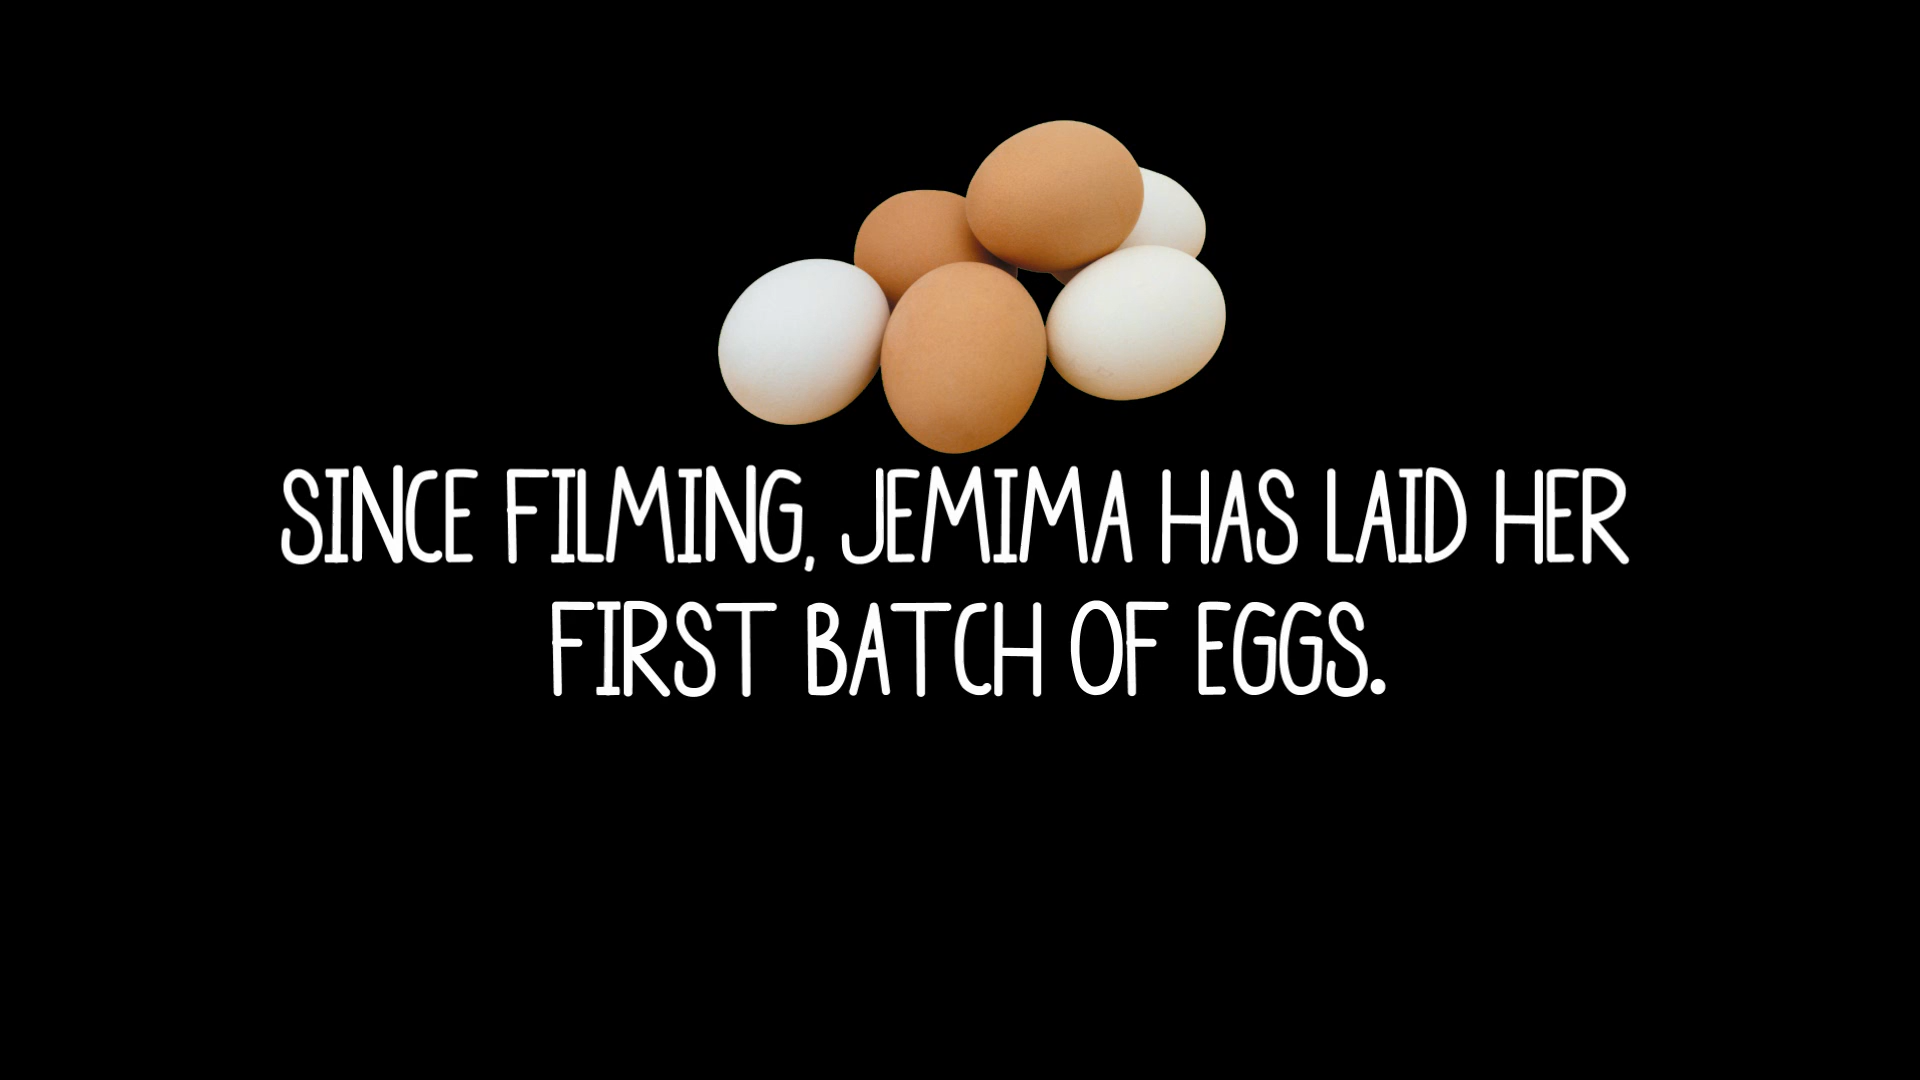 SINCE FILMING, JEMIMA HAS LAID HER
FIRST BATCH OF EGGS.